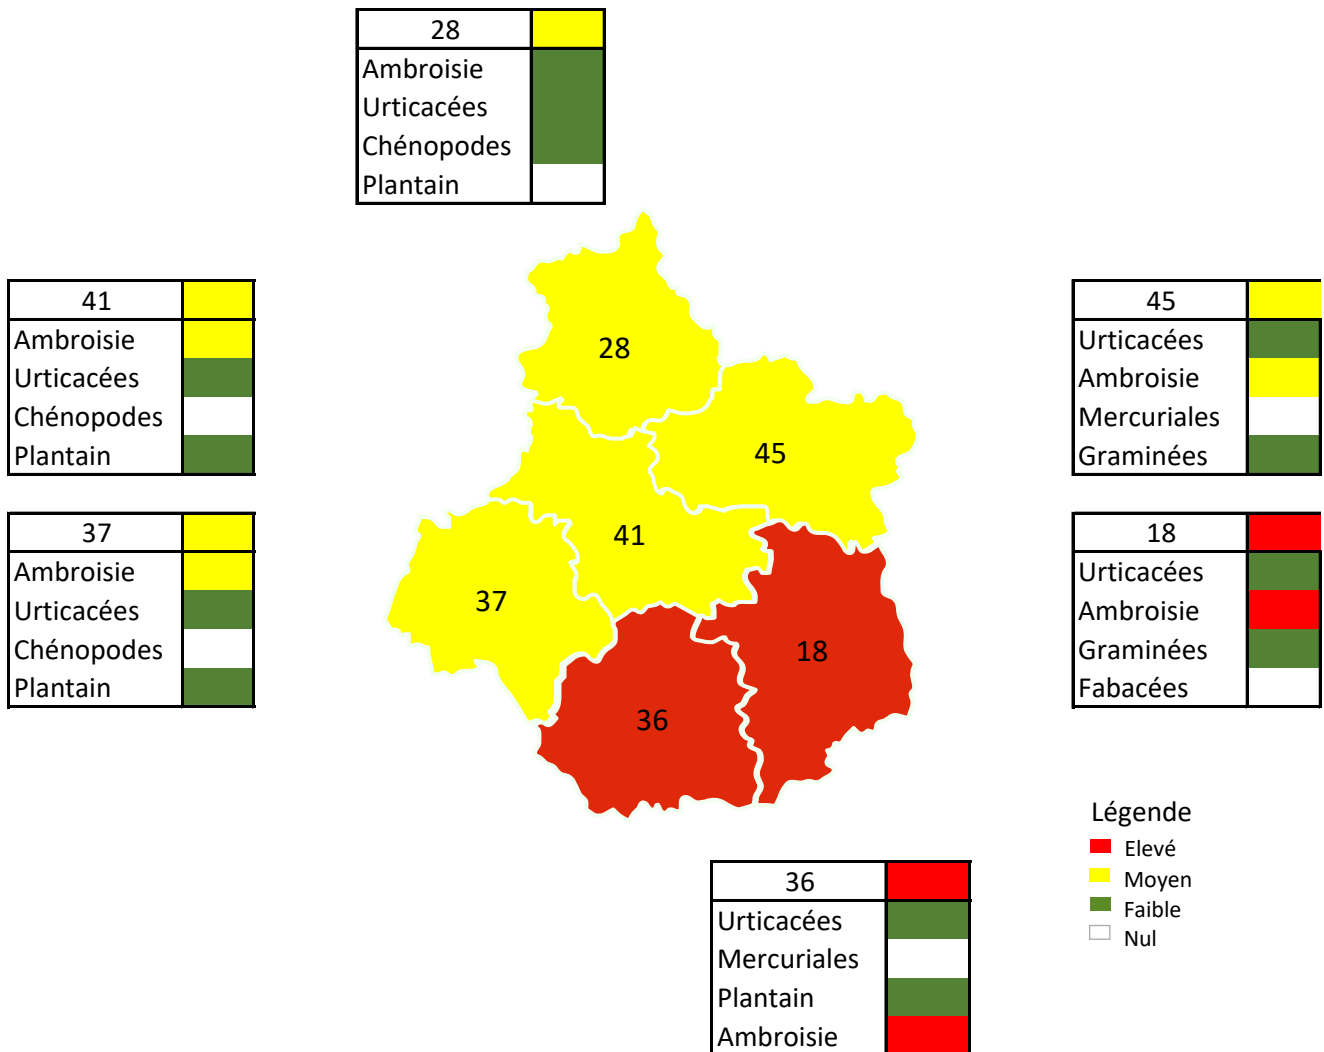 28
Ambroisie
Urticacées
Chénopodes
Plantain
41
Ambroisie
Urticacées
Chénopodes
Plantain
37
Ambroisie
Urticacées
Chénopodes
Plantain
28
45
41
37
18
36
45
Urticacées
Ambroisie
Mercuriales
Graminées
18
Urticacées
Ambroisie
Graminées
Fabacées
Légende
Elevé
Moyen
Faible
Nul
36
Urticacées
Mercuriales
Plantain
Ambroisie